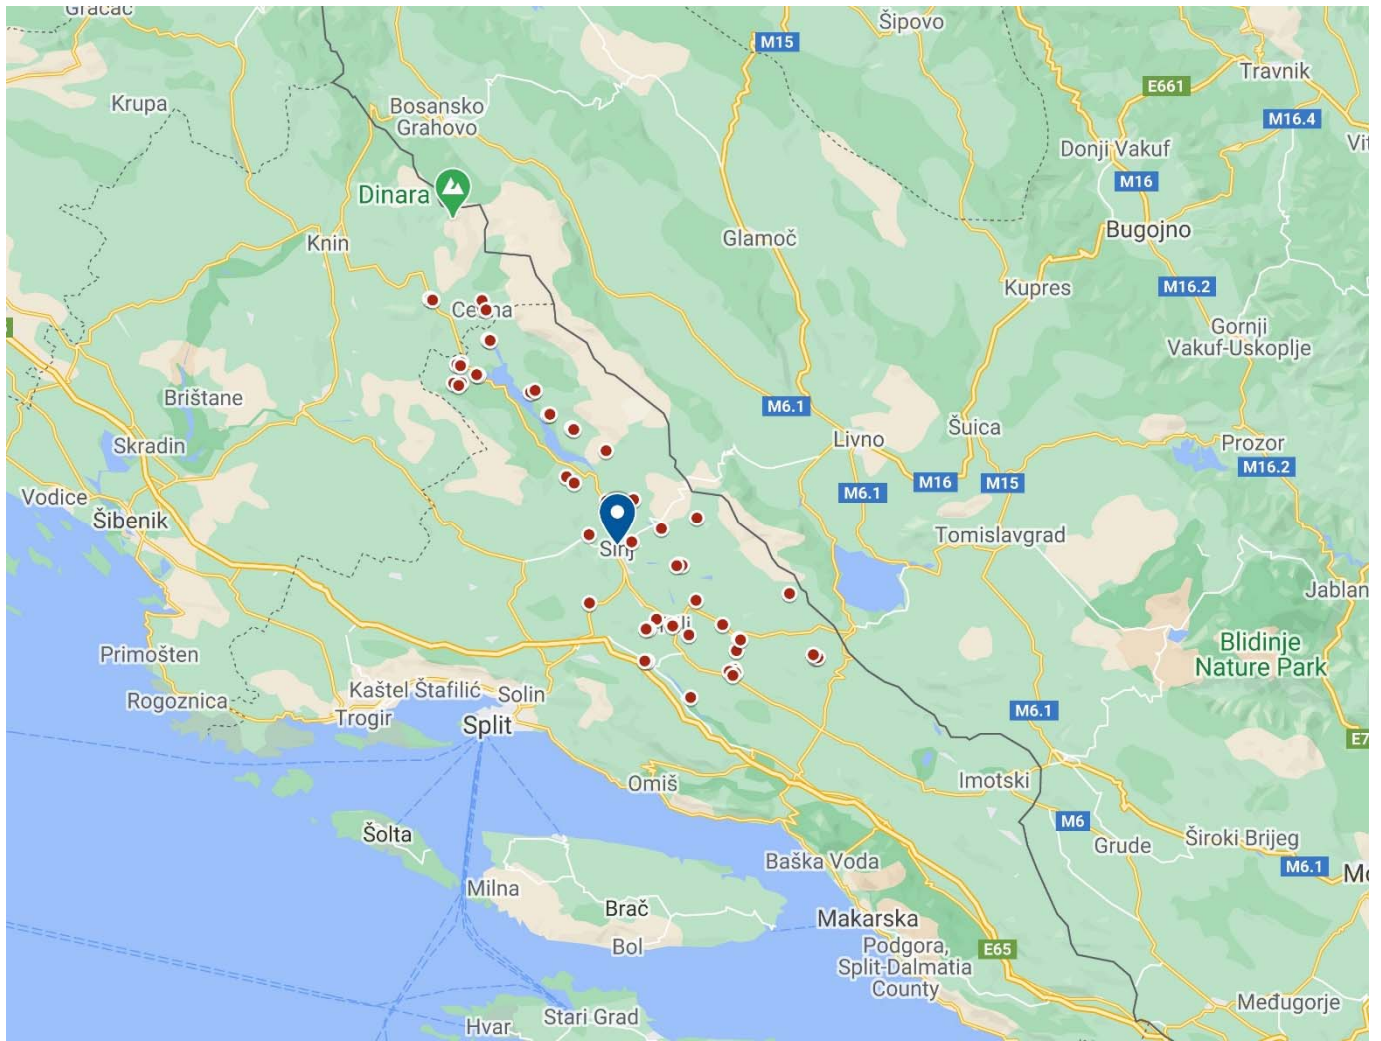 Gračac
Šipovo
M15
Travnik
E661
Krupa
Bosansko
Grahovo
M16.4
Donji Vakuf
M16
Dinara
Bugojno
Knin
Glamoč
Kupres
M16.2
Gornji
Vakuf-Uskoplje
Brištane
M6.1
Šuica
Livno
Prozor
Skradin
M16.2
M16
M15
Vodice
M6.1
Šibenik
Sinj
Tomislavgrad
Blidinje
Nature Park
Primošten
Kaštel Štafilić
Solin
Rogoznica
Trogir
M6.1
Split
Omiš
Imotski
M6
Šolta
Široki Brijeg
Grude
Baška Voda
M6.1
Milna
Brač
Makarska
Bol
Podgora,
Split-Dalmatia
County
E65
Međugorje
Stari Grad
Hvar